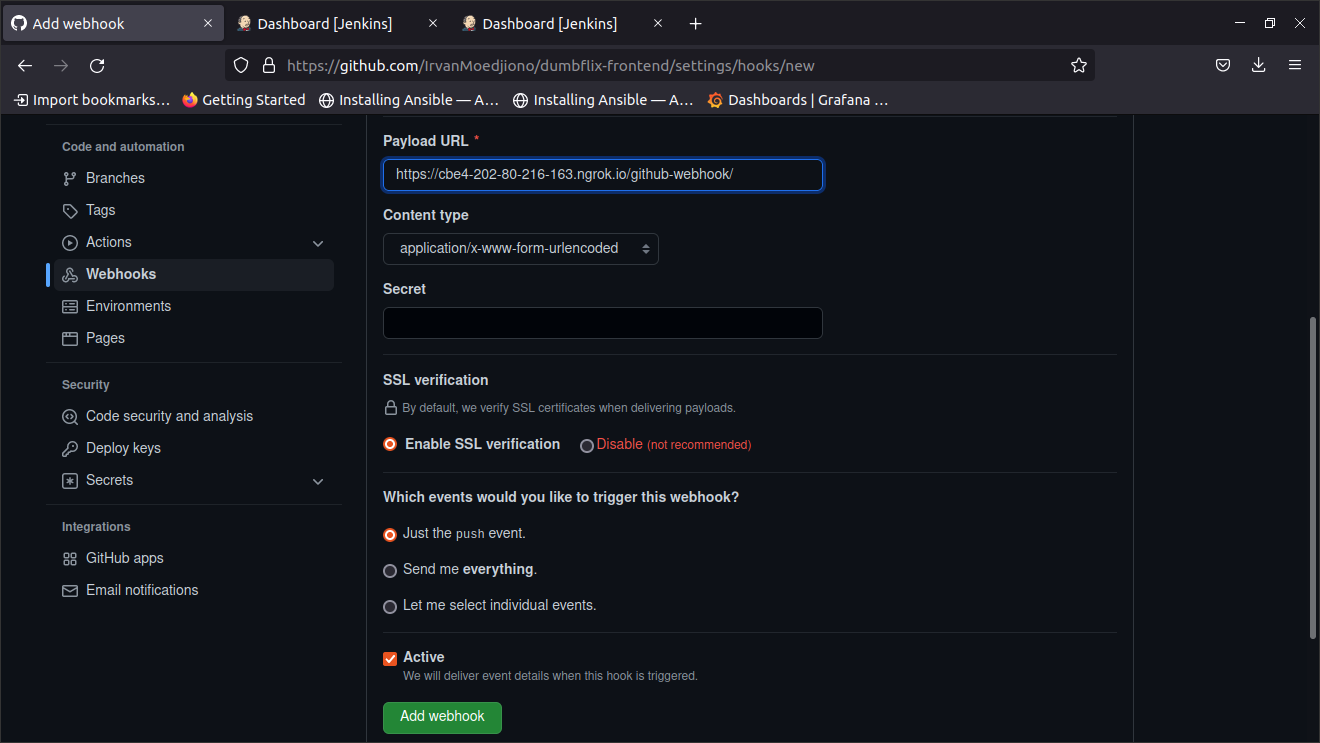 Add webhook
Dashboard [Jenkins]
Dashboard [Jenkins]
https://github.com/IrvanMoedjiono/dumbflix-frontend/settings/hooks/new
Import bookmarks…
Getting Started
Installing Ansible — A…
Installing Ansible — A…
Dashboards | Grafana …
Code and automation
Branches
Tags
Actions
Webhooks
Environments
Pages
Security
Code security and analysis
Deploy keys
Secrets
Integrations
GitHub apps
Email notifications
Payload URL *
https://cbe4-202-80-216-163.ngrok.io/github-webhook/
Content type
application/x-www-form-urlencoded
Secret
SSL verification
By default, we verify SSL certificates when delivering payloads.
Enable SSL verification
Disable (not recommended)
Which events would you like to trigger this webhook?
Just the push event.
Send me everything.
Let me select individual events.
Active
We will deliver event details when this hook is triggered.
Add webhook